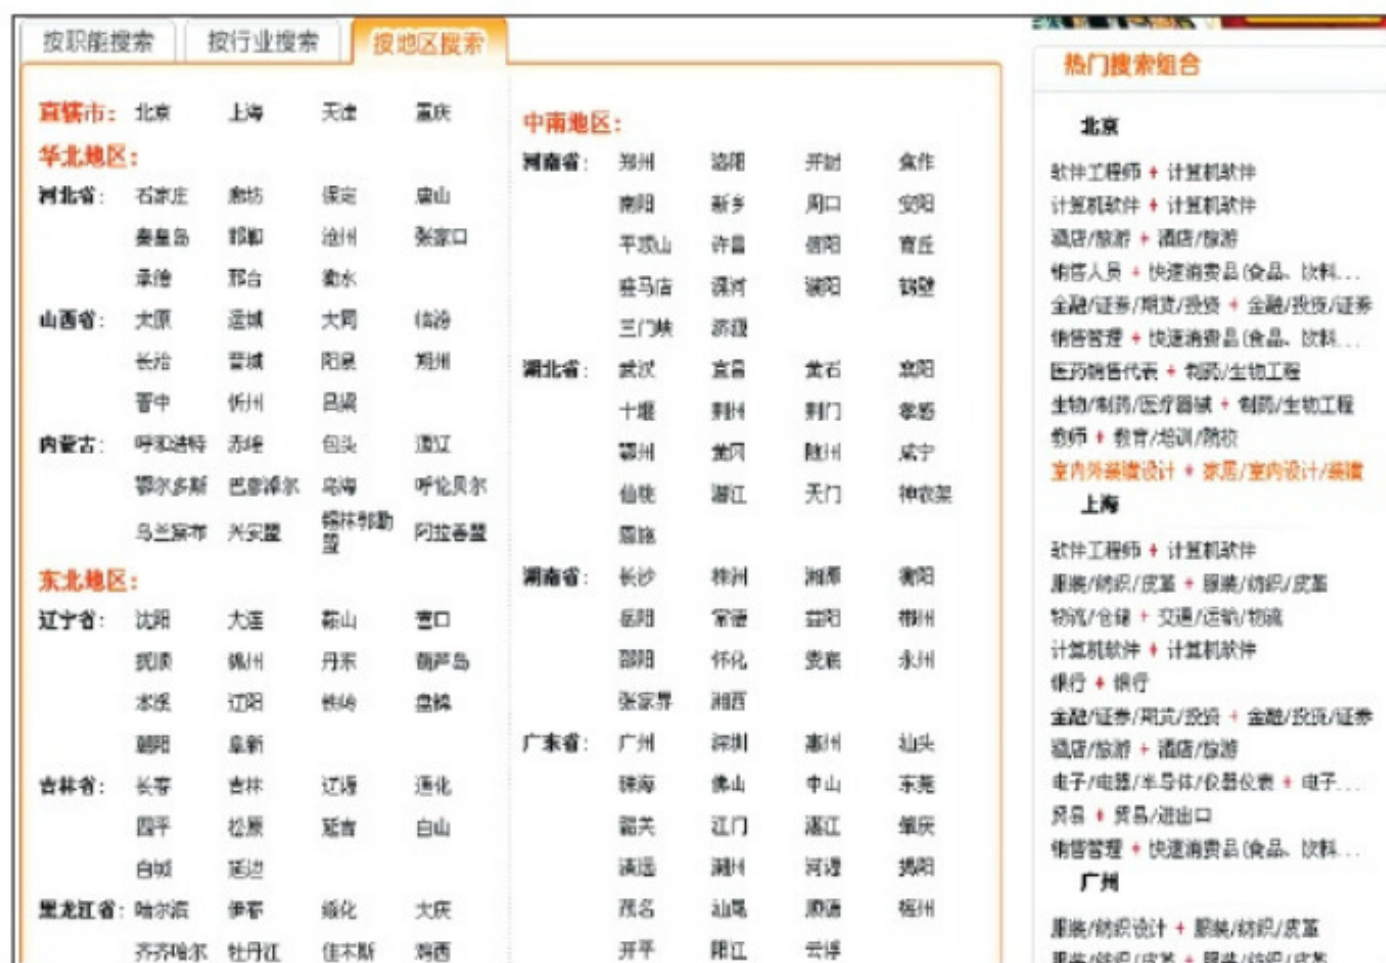 按职能搜索 按行业搜索 按地区搜索
直辖市： 北京 上海 天津 重庆
华北地区：
河北省： 石家庄 廊坊 保定 唐山
秦皇岛 邯郸 沧州 张家口
承德 邢台 衡水
山西省： 太原 运城 大同 临汾
长治 晋城 阳泉 朔州
晋中 忻州 吕梁
内蒙古： 呼和浩特 赤峰 包头 通辽
鄂尔多斯 巴彦淖尔 乌海 呼伦贝尔
乌兰察布 兴安盟 锡林郭勒盟 阿拉善盟
东北地区：
辽宁省： 沈阳 大连 鞍山 营口
抚顺 锦州 丹东 葫芦岛
本溪 辽阳 铁岭 盘锦
朝阳 阜新
吉林省： 长春 吉林 辽源 通化
四平 松原 延吉 白山
白城 延边
黑龙江省： 哈尔滨 伊春 绥化 大庆
齐齐哈尔 牡丹江 佳木斯 鸡西
中南地区：
河南省： 郑州 洛阳 开封 焦作
南阳 新乡 周口 安阳
平顶山 许昌 信阳 商丘
驻马店 漯河 濮阳 鹤壁
三门峡 济源
湖北省： 武汉 宜昌 黄石 襄阳
十堰 荆州 荆门 孝感
鄂州 黄冈 随州 咸宁
仙桃 潜江 天门 神农架
恩施
湖南省： 长沙 株洲 湘潭 衡阳
岳阳 常德 益阳 郴州
邵阳 怀化 娄底 永州
张家界 湘西
广东省： 广州 深圳 惠州 汕头
珠海 佛山 中山 东莞
韶关 江门 湛江 肇庆
清远 潮州 河源 揭阳
茂名 汕尾 顺德 梅州
开平 阳江 云浮
热门搜索组合
北京
软件工程师 + 计算机软件
计算机软件 + 计算机软件
酒店/旅游 + 酒店/旅游
销售人员 + 快速消费品(食品、饮料...
金融/证券/期货/投资 + 金融/投资/证券
销售管理 + 快速消费品(食品、饮料...
医药销售代表 + 制药/生物工程
生物/制药/医疗器械 + 制药/生物工程
教师 + 教育/培训/院校
室内外装潢设计 + 家居/室内设计/装潢
上海
软件工程师 + 计算机软件
服装/纺织/皮革 + 服装/纺织/皮革
物流/仓储 + 交通/运输/物流
计算机软件 + 计算机软件
银行 + 银行
金融/证券/期货/投资 + 金融/投资/证券
酒店/旅游 + 酒店/旅游
电子/电器/半导体/仪器仪表 + 电子...
贸易 + 贸易/进出口
销售管理 + 快速消费品(食品、饮料...
广州
服装/纺织设计 + 服装/纺织/皮革
服装/纺织/皮革 + 服装/纺织/皮革